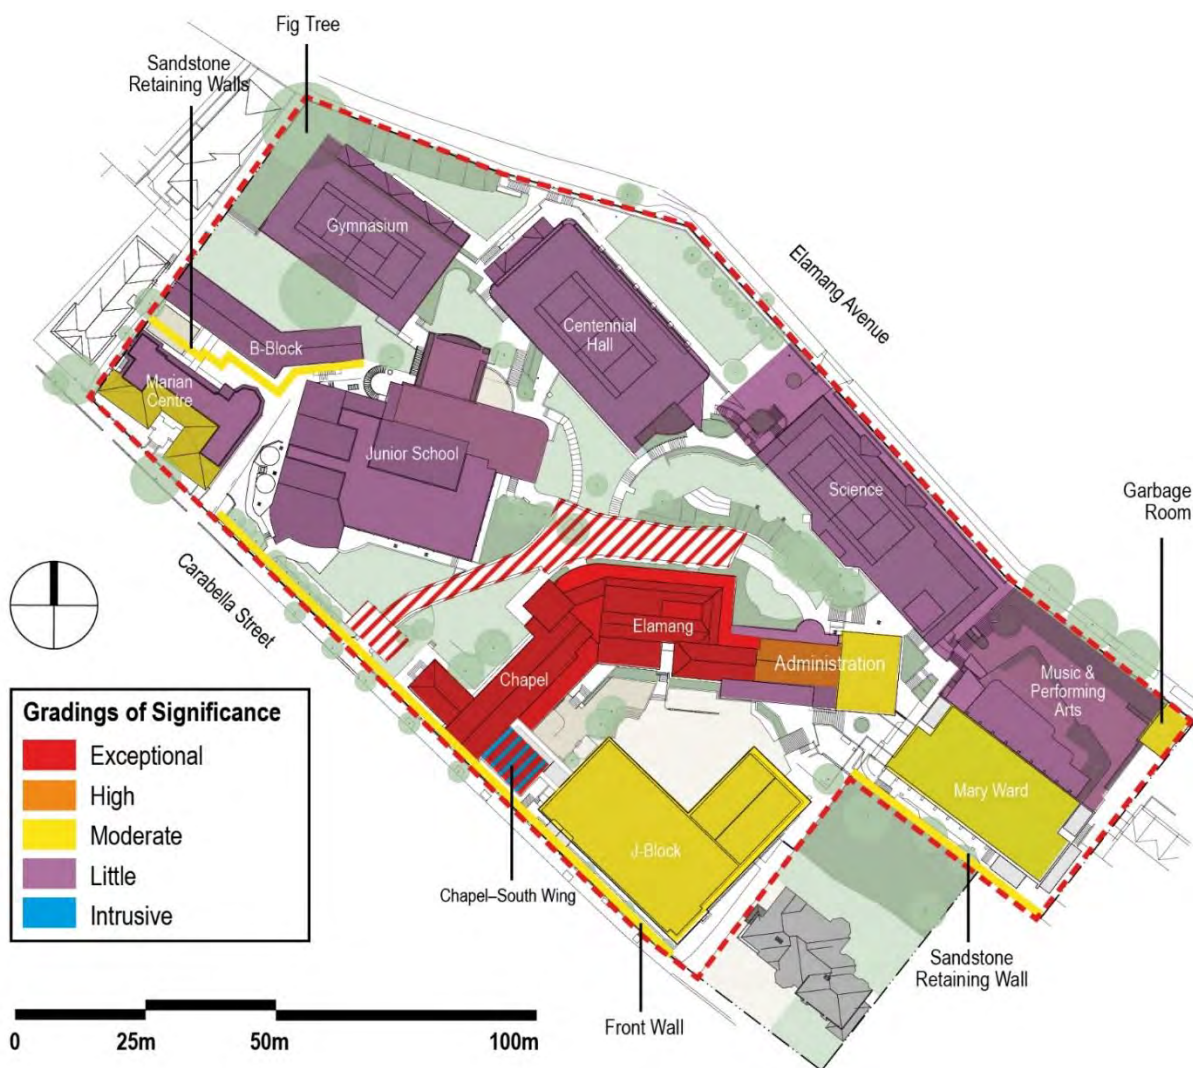 Fig Tree
Sandstone
Retaining Walls
Gymnasium
Elamang Avenue
Centennial
Hall
B-Block
Marian
Centre
Junior School
Science
Garbage
Room
Carabella Street
Elamang
Administration
Chapel
Music &
Performing
Arts
Mary Ward
J-Block
Gradings of Significance
Exceptional
High
Moderate
Little
Intrusive
Chapel–South Wing
Sandstone
Retaining Wall
Front Wall
0 25m 50m 100m